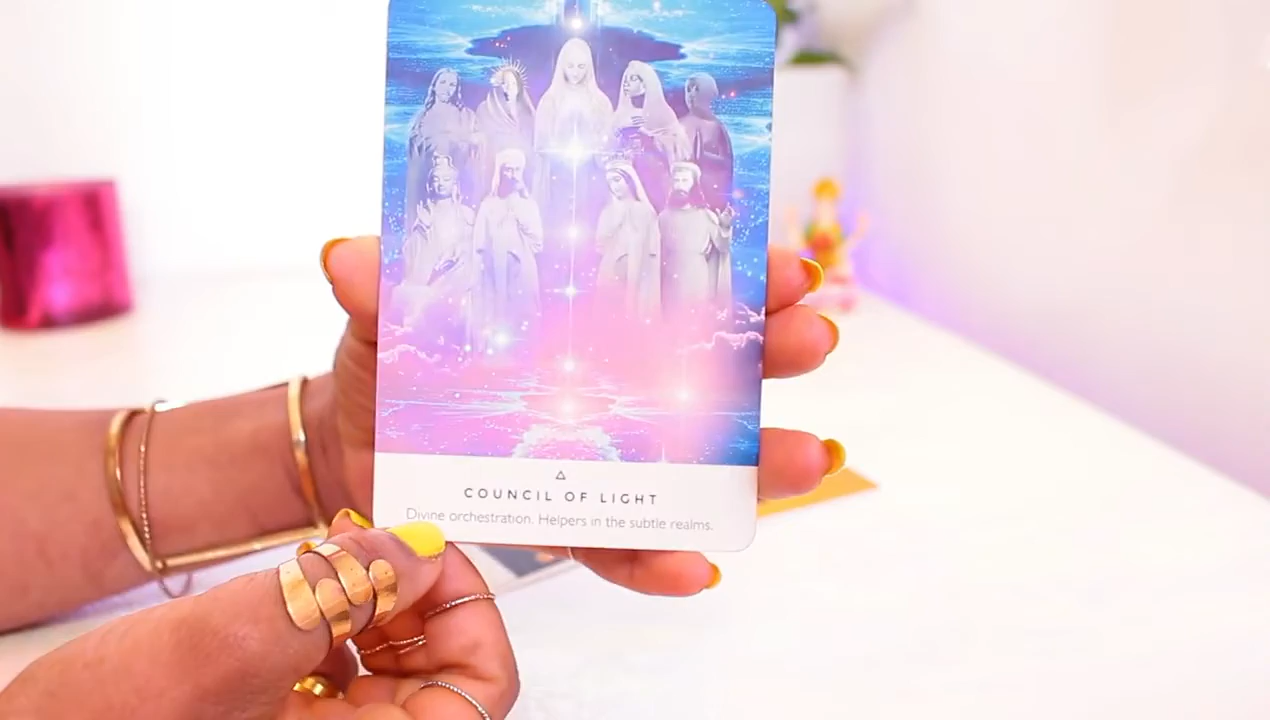 COUNCIL OF LIGHT
Divine orchestration. Helpers in the subtle realms.